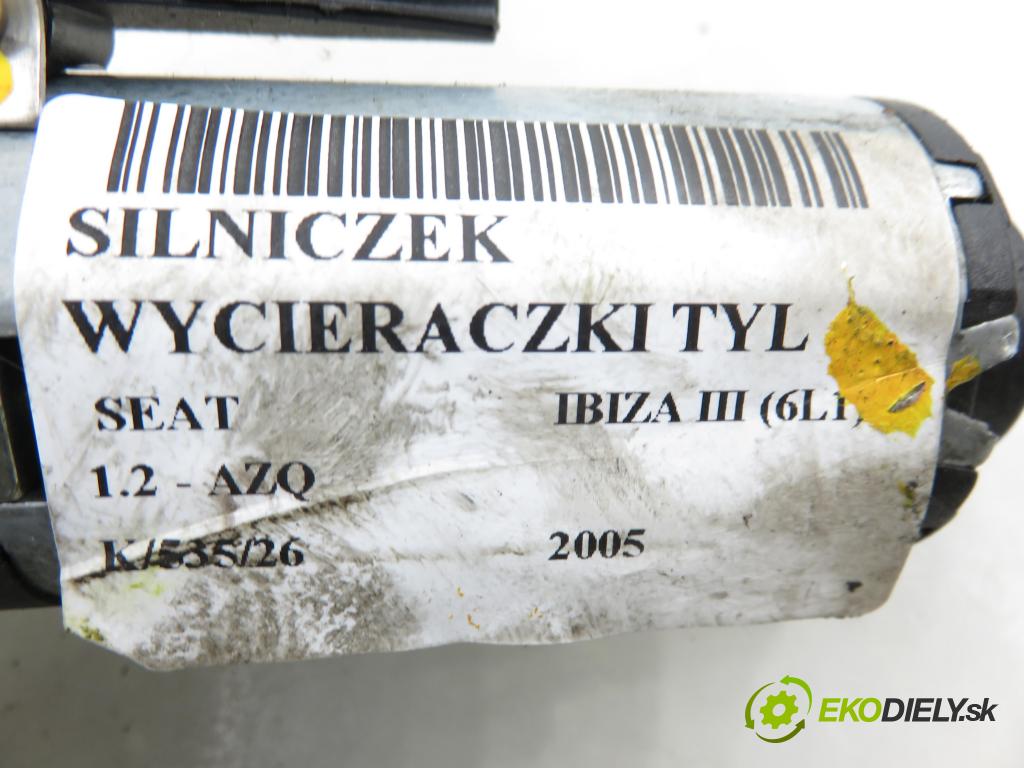 SILNICZEK
WYCIERACZKI TYL
SEAT IBIZA III (6L1)
1.2 - AZQ
K/535/26 2005
EKODIELY.sk